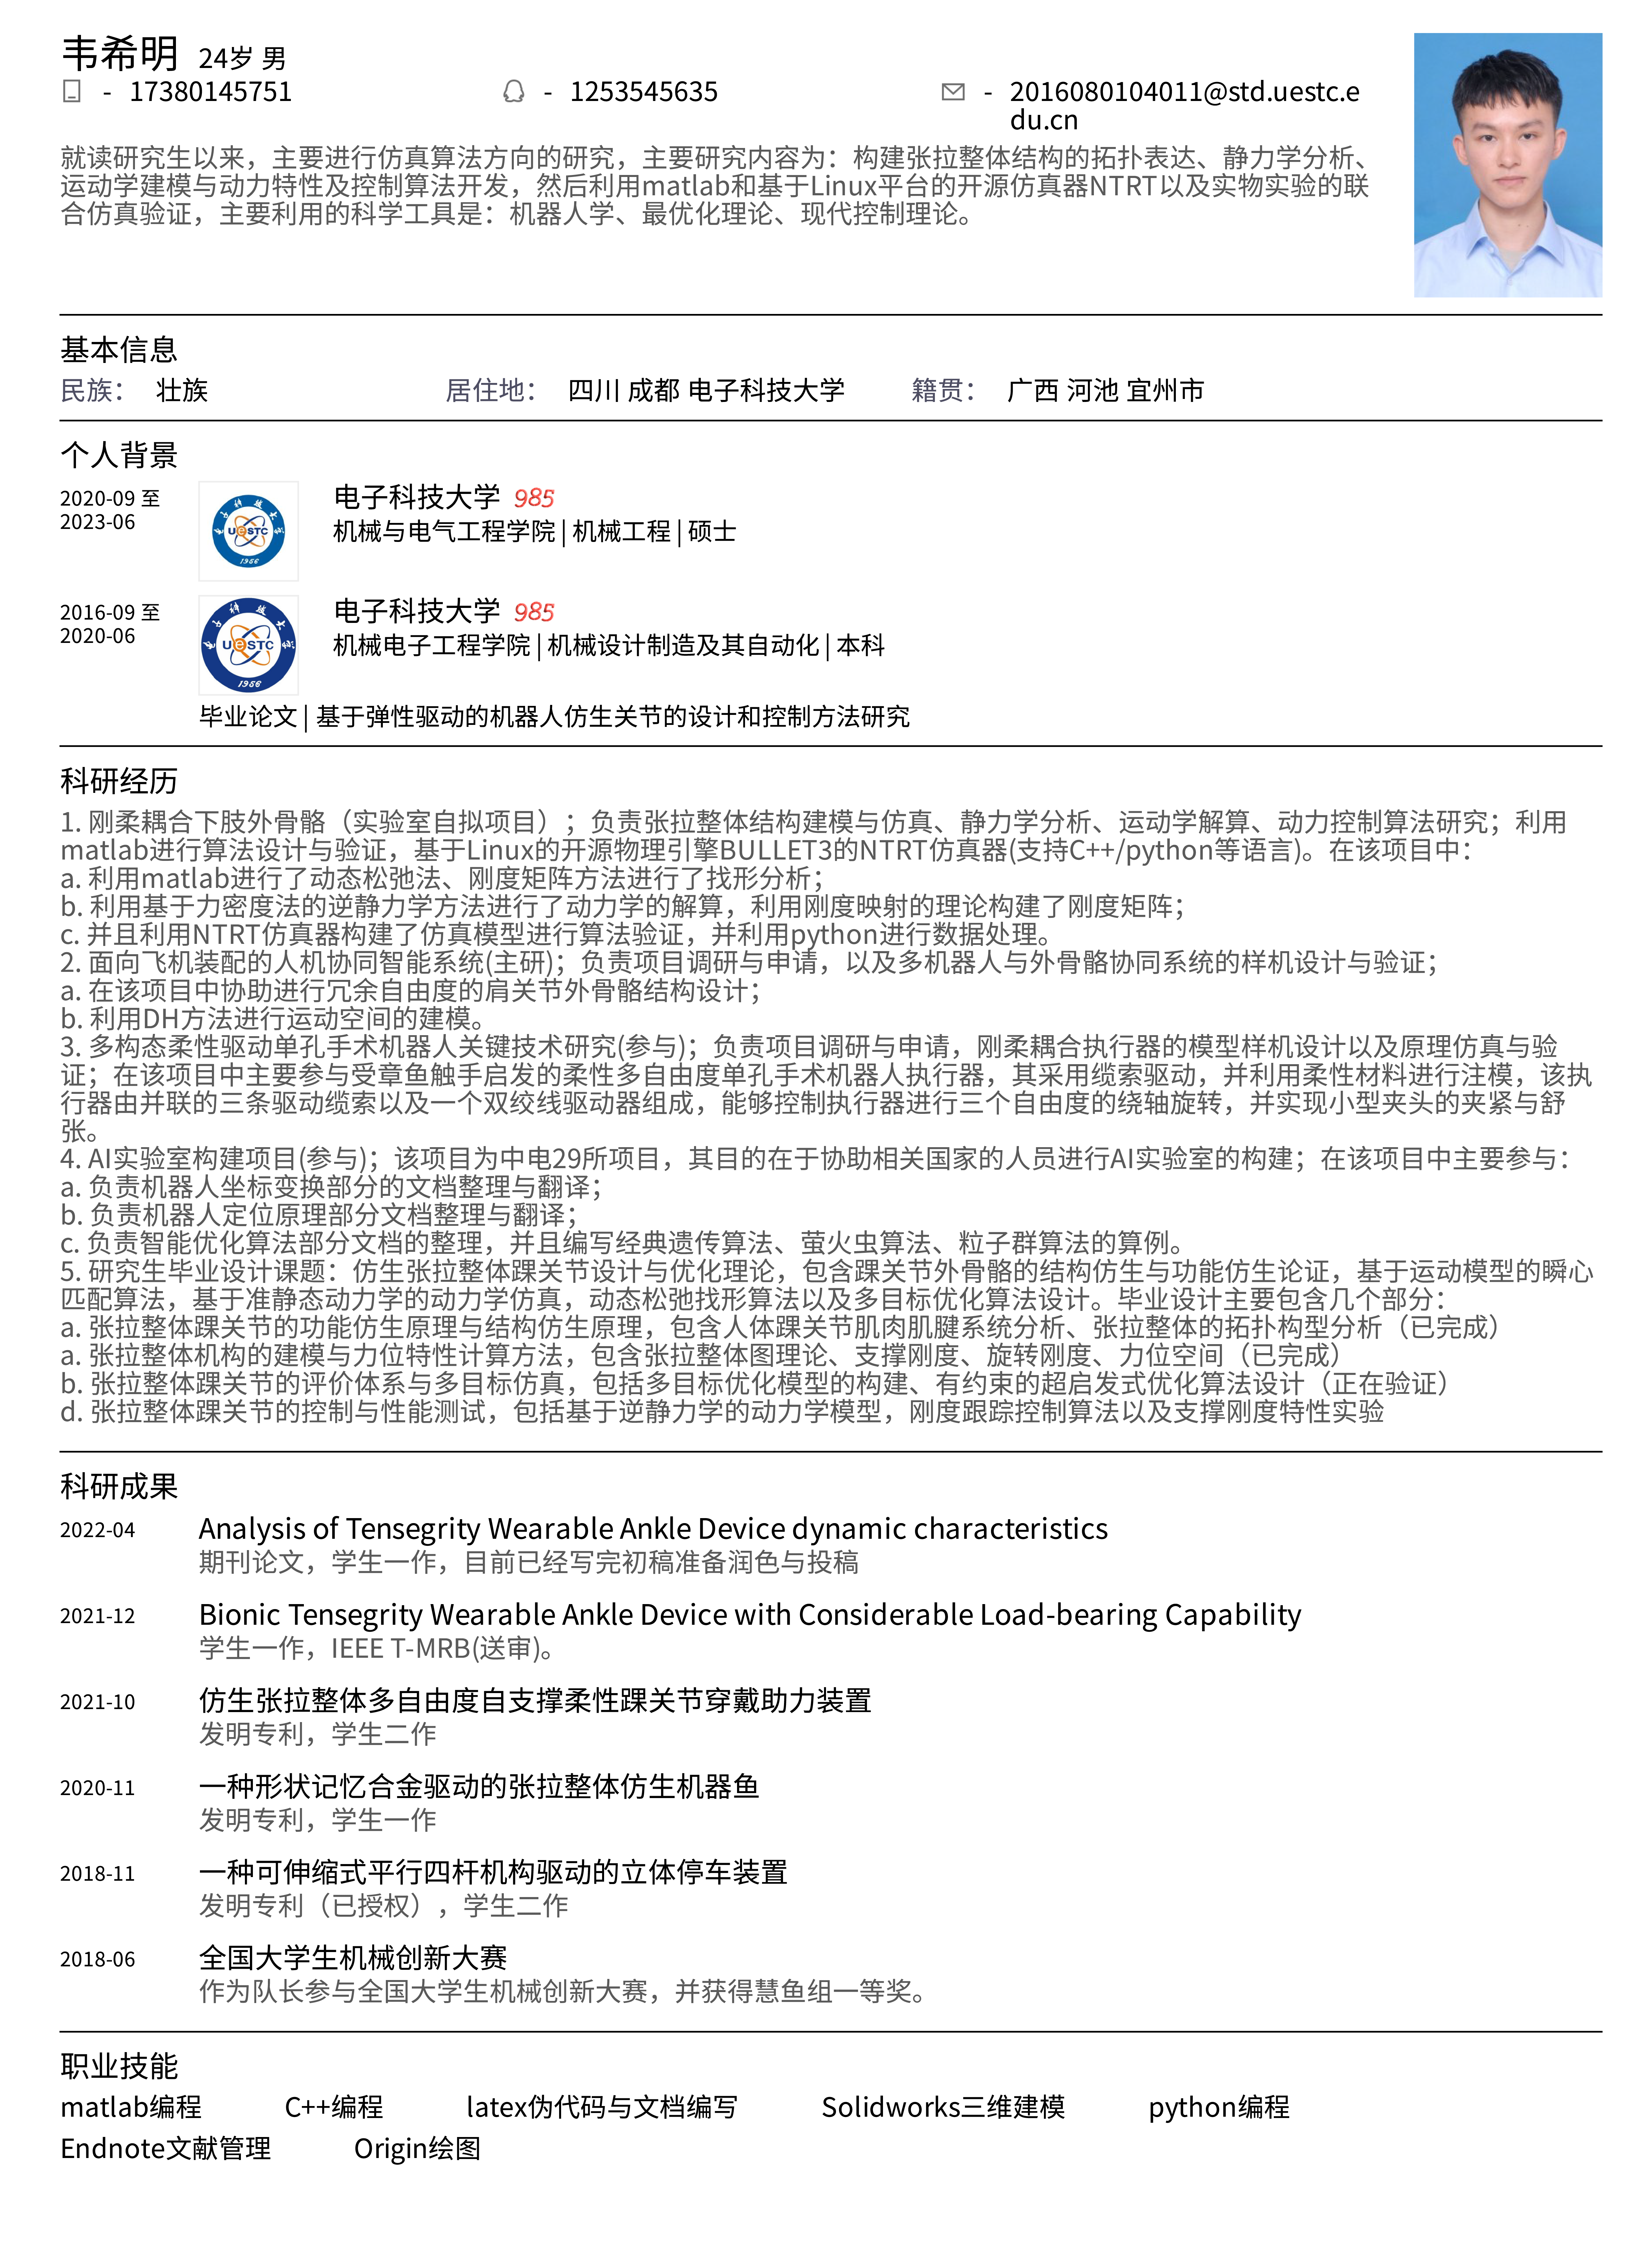 韦希明 24岁 男
- 17380145751
- 1253545635
- 2016080104011@std.uestc.e
du.cn
就读研究生以来，主要进行仿真算法方向的研究，主要研究内容为：构建张拉整体结构的拓扑表达、静力学分析、
运动学建模与动力特性及控制算法开发，然后利用matlab和基于Linux平台的开源仿真器NTRT以及实物实验的联
合仿真验证，主要利用的科学工具是：机器人学、最优化理论、现代控制理论。
基本信息
民族： 壮族 居住地： 四川 成都 电子科技大学 籍贯： 广西 河池 宜州市
个人背景
2020-09 至
2023-06
UeSTC
1956
电子科技大学 985
机械与电气工程学院 | 机械工程 | 硕士
2016-09 至
2020-06
UeSTC
1956
电子科技大学 985
机械电子工程学院 | 机械设计制造及其自动化 | 本科
毕业论文 | 基于弹性驱动的机器人仿生关节的设计和控制方法研究
科研经历
1. 刚柔耦合下肢外骨骼（实验室自拟项目）；负责张拉整体结构建模与仿真、静力学分析、运动学解算、动力控制算法研究；利用
matlab进行算法设计与验证，基于Linux的开源物理引擎BULLET3的NTRT仿真器(支持C++/python等语言)。在该项目中：
a. 利用matlab进行了动态松弛法、刚度矩阵方法进行了找形分析；
b. 利用基于力密度法的逆静力学方法进行了动力学的解算，利用刚度映射的理论构建了刚度矩阵；
c. 并且利用NTRT仿真器构建了仿真模型进行算法验证，并利用python进行数据处理。
2. 面向飞机装配的人机协同智能系统(主研)；负责项目调研与申请，以及多机器人与外骨骼协同系统的样机设计与验证；
a. 在该项目中协助进行冗余自由度的肩关节外骨骼结构设计；
b. 利用DH方法进行运动空间的建模。
3. 多构态柔性驱动单孔手术机器人关键技术研究(参与)；负责项目调研与申请，刚柔耦合执行器的模型样机设计以及原理仿真与验
证；在该项目中主要参与受章鱼触手启发的柔性多自由度单孔手术机器人执行器，其采用缆索驱动，并利用柔性材料进行注模，该执
行器由并联的三条驱动缆索以及一个双绞线驱动器组成，能够控制执行器进行三个自由度的绕轴旋转，并实现小型夹头的夹紧与舒
张。
4. AI实验室构建项目(参与)；该项目为中电29所项目，其目的在于协助相关国家的人员进行AI实验室的构建；在该项目中主要参与：
a. 负责机器人坐标变换部分的文档整理与翻译；
b. 负责机器人定位原理部分文档整理与翻译；
c. 负责智能优化算法部分文档的整理，并且编写经典遗传算法、萤火虫算法、粒子群算法的算例。
5. 研究生毕业设计课题：仿生张拉整体踝关节设计与优化理论，包含踝关节外骨骼的结构仿生与功能仿生论证，基于运动模型的瞬心
匹配算法，基于准静态动力学的动力学仿真，动态松弛找形算法以及多目标优化算法设计。毕业设计主要包含几个部分：
a. 张拉整体踝关节的功能仿生原理与结构仿生原理，包含人体踝关节肌肉肌腱系统分析、张拉整体的拓扑构型分析（已完成）
a. 张拉整体机构的建模与力位特性计算方法，包含张拉整体图理论、支撑刚度、旋转刚度、力位空间（已完成）
b. 张拉整体踝关节的评价体系与多目标仿真，包括多目标优化模型的构建、有约束的超启发式优化算法设计（正在验证）
d. 张拉整体踝关节的控制与性能测试，包括基于逆静力学的动力学模型，刚度跟踪控制算法以及支撑刚度特性实验
科研成果
2022-04 Analysis of Tensegrity Wearable Ankle Device dynamic characteristics
期刊论文，学生一作，目前已经写完初稿准备润色与投稿
2021-12 Bionic Tensegrity Wearable Ankle Device with Considerable Load-bearing Capability
学生一作，IEEE T-MRB(送审)。
2021-10 仿生张拉整体多自由度自支撑柔性踝关节穿戴助力装置
发明专利，学生二作
2020-11 一种形状记忆合金驱动的张拉整体仿生机器鱼
发明专利，学生一作
2018-11 一种可伸缩式平行四杆机构驱动的立体停车装置
发明专利（已授权），学生二作
2018-06 全国大学生机械创新大赛
作为队长参与全国大学生机械创新大赛，并获得慧鱼组一等奖。
职业技能
matlab编程 C++编程 latex伪代码与文档编写 Solidworks三维建模 python编程
Endnote文献管理 Origin绘图